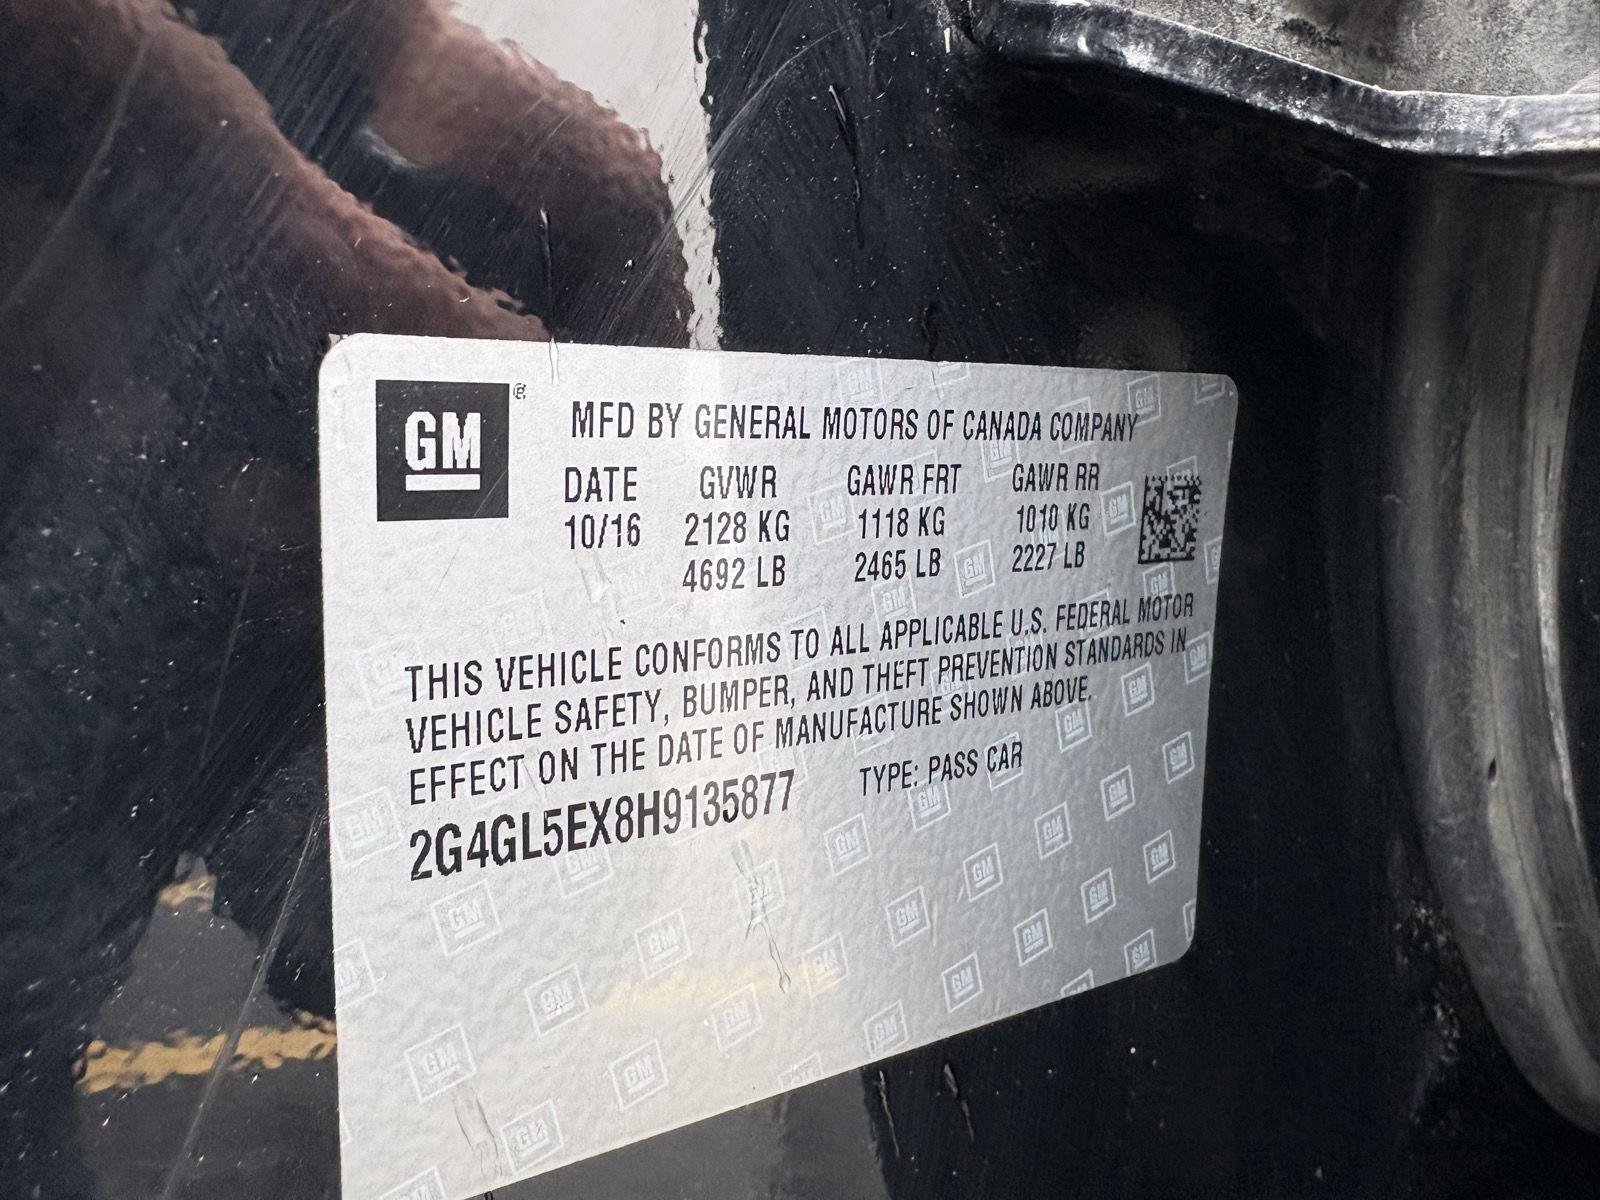 GM ®
MFD BY GENERAL MOTORS OF CANADA COMPANY
DATE GVWR GAWR FRT GAWR RR
10/16 2128 KG 1118 KG 1010 KG
4692 LB 2465 LB 2227 LB
THIS VEHICLE CONFORMS TO ALL APPLICABLE U.S. FEDERAL MOTOR
VEHICLE SAFETY, BUMPER, AND THEFT PREVENTION STANDARDS IN
EFFECT ON THE DATE OF MANUFACTURE SHOWN ABOVE.
2G4GL5EX8H9135877 TYPE: PASS CAR